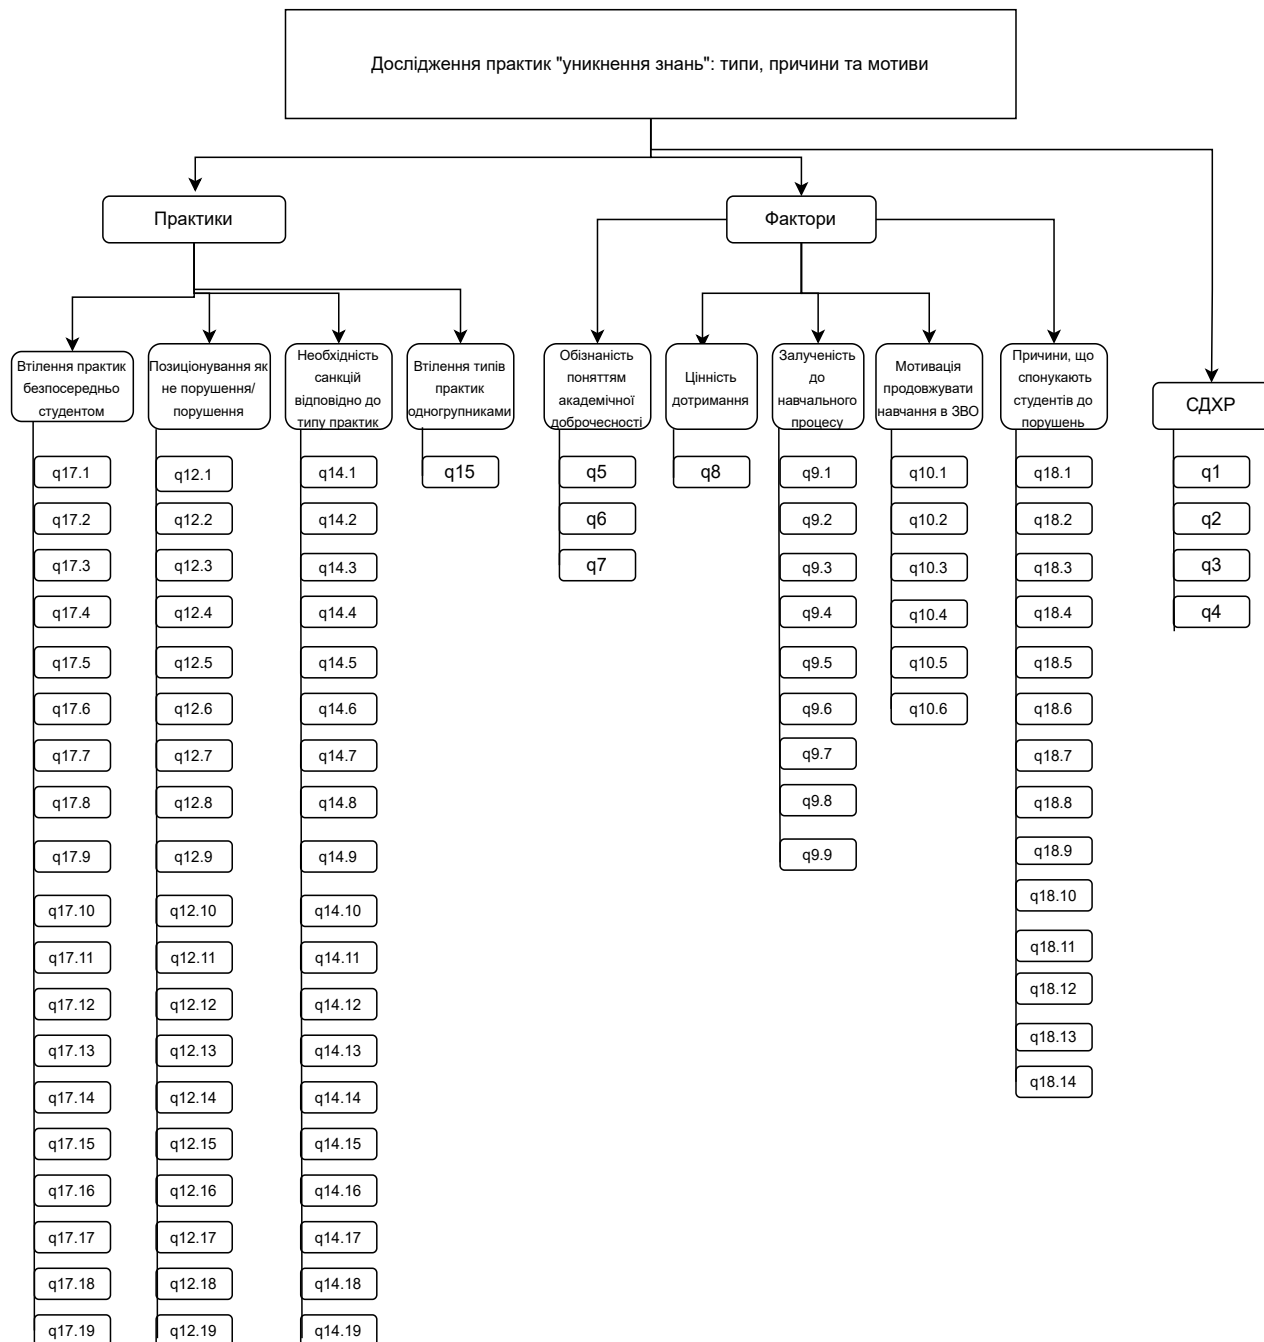 Дослідження практик "уникнення знань": типи, причини та мотиви
Практики
Фактори
Втілення практик
безпосередньо
студентом
Позиціонування як
не порушення/
порушення
Необхідність
санкцій
відповідно до
типу практик
Втілення типів
практик
одногрупниками
Обізнаність
поняттям
академічної
доброчесності
Цінність
дотримання
Залученість
до
навчального
процесу
Мотивація
продовжувати
навчання в ЗВО
Причини, що
спонукають
студентів до
порушень
СДХР
q17.1
q17.2
q17.3
q17.4
q17.5
q17.6
q17.7
q17.8
q17.9
q17.10
q17.11
q17.12
q17.13
q17.14
q17.15
q17.16
q17.17
q17.18
q17.19
q12.1
q12.2
q12.3
q12.4
q12.5
q12.6
q12.7
q12.8
q12.9
q12.10
q12.11
q12.12
q12.13
q12.14
q12.15
q12.16
q12.17
q12.18
q12.19
q14.1
q14.2
q14.3
q14.4
q14.5
q14.6
q14.7
q14.8
q14.9
q14.10
q14.11
q14.12
q14.13
q14.14
q14.15
q14.16
q14.17
q14.18
q14.19
q15
q5
q6
q7
q8
q9.1
q9.2
q9.3
q9.4
q9.5
q9.6
q9.7
q9.8
q9.9
q10.1
q10.2
q10.3
q10.4
q10.5
q10.6
q18.1
q18.2
q18.3
q18.4
q18.5
q18.6
q18.7
q18.8
q18.9
q18.10
q18.11
q18.12
q18.13
q18.14
q1
q2
q3
q4